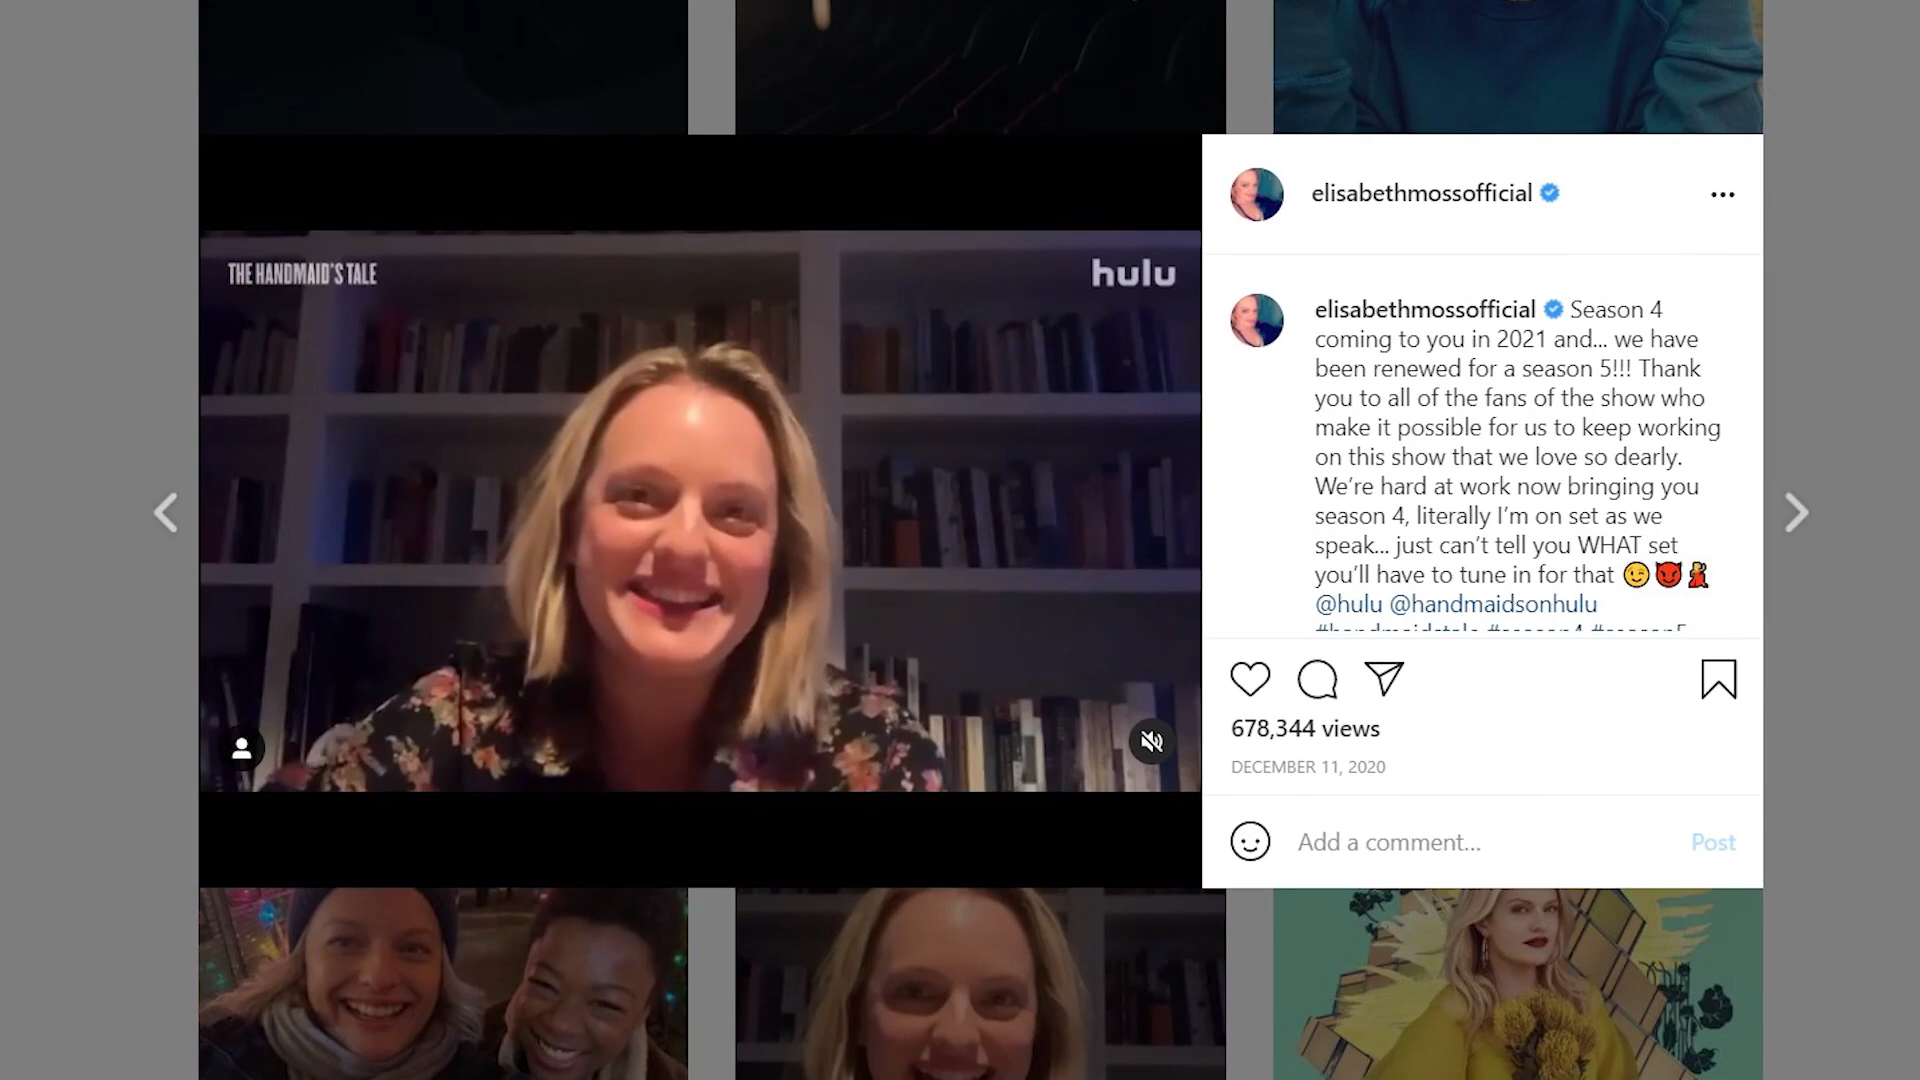 THE HANDMAID'S TALE
hulu
elisabethmossofficial
elisabethmossofficial Season 4
coming to you in 2021 and... we have
been renewed for a season 5!!! Thank
you to all of the fans of the show who
make it possible for us to keep working
on this show that we love so dearly.
We're hard at work now bringing you
season 4, literally I'm on set as we
speak... just can't tell you WHAT set
you'll have to tune in for that 😉😈💃
@hulu @handmaidsonhulu
#handmaidstale #season4 #season5
678,344 views
DECEMBER 11, 2020
Add a comment...
Post